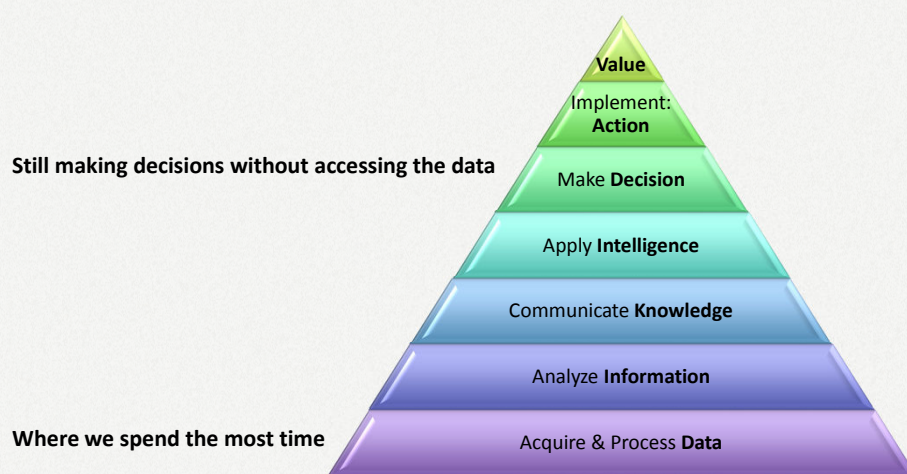 Value
Implement:
Action
Still making decisions without accessing the data
Make Decision
Apply Intelligence
Communicate Knowledge
Analyze Information
Where we spend the most time
Acquire & Process Data